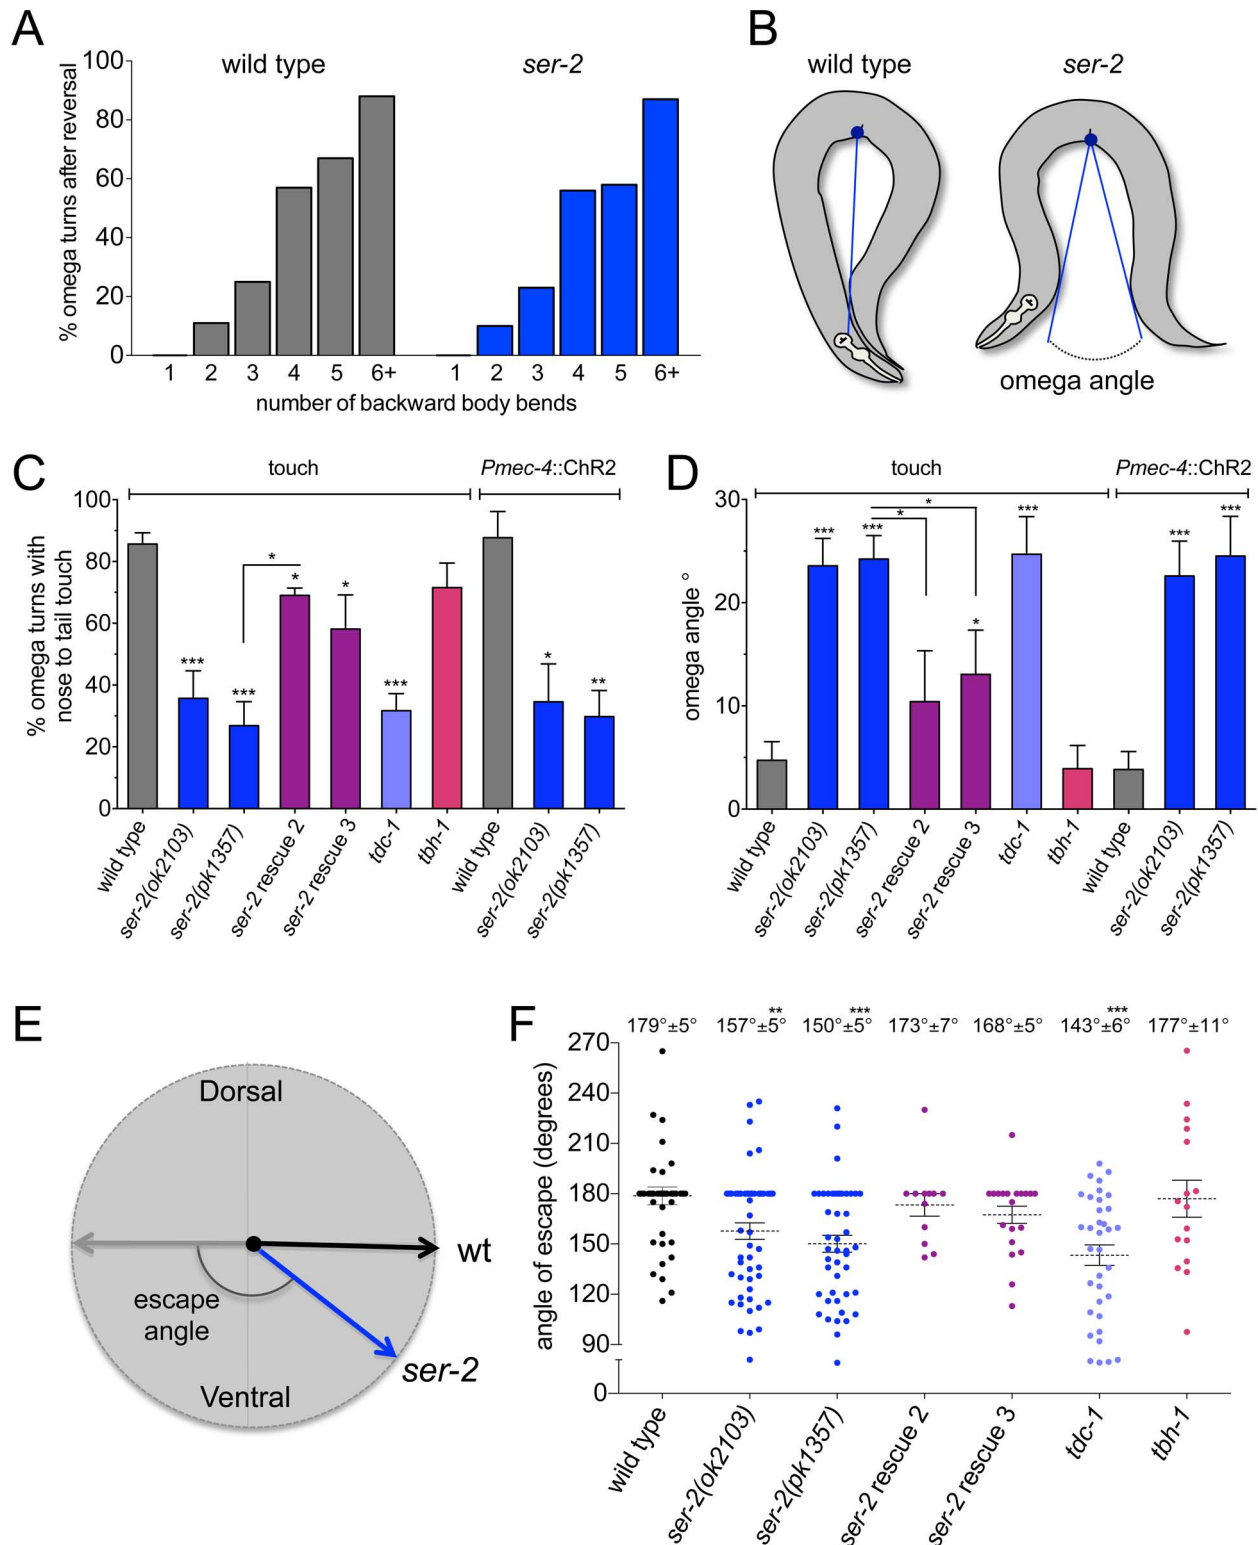 A
wild type
ser-2
% omega turns after reversal
100
80
60
40
20
0
1 2 3 4 5 6+
1 2 3 4 5 6+
number of backward body bends
B
wild type
ser-2
omega angle
C
touch
Pmec-4::ChR2
% omega turns with
nose to tail touch
100
80
60
40
20
0
***
***
*
*
*
***
*
**
wild type
ser-2(ok2103)
ser-2(pk1357)
ser-2 rescue 2
ser-2 rescue 3
tdc-1
tbh-1
wild type
ser-2(ok2103)
ser-2(pk1357)
D
touch
Pmec-4::ChR2
omega angle °
30
20
10
0
***
***
*
*
*
***
***
***
wild type
ser-2(ok2103)
ser-2(pk1357)
ser-2 rescue 2
ser-2 rescue 3
tdc-1
tbh-1
wild type
ser-2(ok2103)
ser-2(pk1357)
E
Dorsal
wt
escape
angle
ser-2
Ventral
F
** *** ***
179°±5° 157°±5° 150°±5° 173°±7° 168°±5° 143°±6° 177°±11°
angle of escape (degrees)
270
240
210
180
150
120
90
0
wild type
ser-2(ok2103)
ser-2(pk1357)
ser-2 rescue 2
ser-2 rescue 3
tdc-1
tbh-1